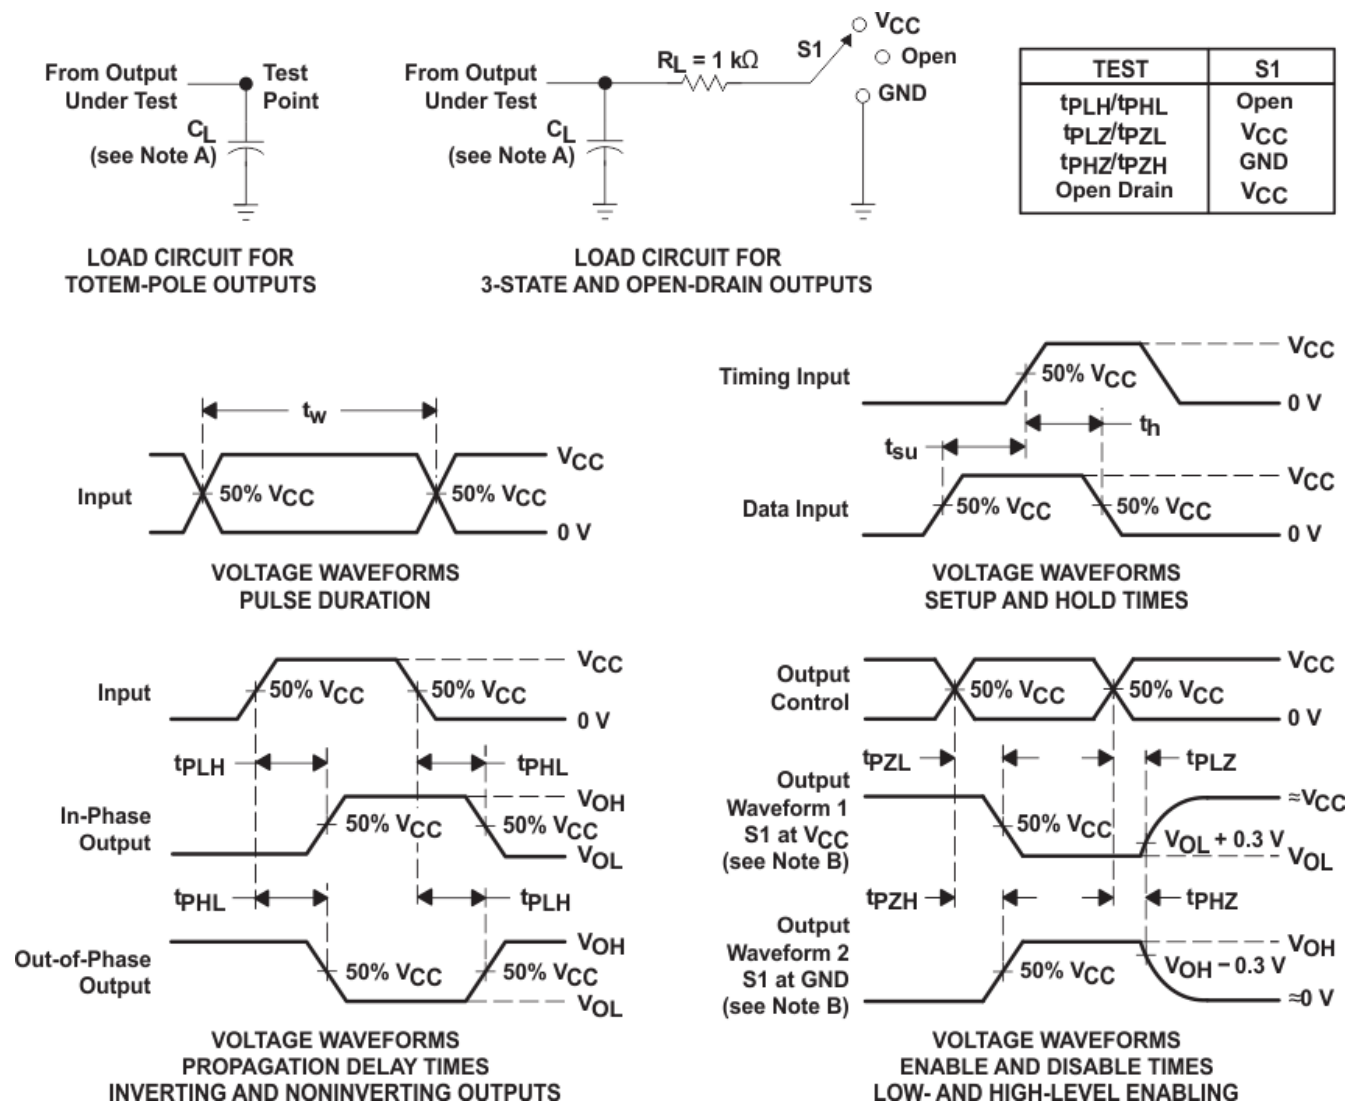 From Output
Under Test
Test
Point
CL
(see Note A)
LOAD CIRCUIT FOR
TOTEM-POLE OUTPUTS
From Output
Under Test
RL = 1 kΩ
S1
VCC
Open
GND
CL
(see Note A)
LOAD CIRCUIT FOR
3-STATE AND OPEN-DRAIN OUTPUTS
TEST S1
tPLH/tPHL Open
tPLZ/tPZL VCC
tPHZ/tPZH GND
Open Drain VCC
tw
Input
50% VCC
50% VCC
VCC
0 V
VOLTAGE WAVEFORMS
PULSE DURATION
Timing Input
50% VCC
VCC
0 V
tsu
th
Data Input
50% VCC
50% VCC
VCC
0 V
VOLTAGE WAVEFORMS
SETUP AND HOLD TIMES
Input
50% VCC
50% VCC
VCC
0 V
tPLH
tPHL
In-Phase
Output
50% VCC
50% VCC
VOH
VOL
tPHL
tPLH
Out-of-Phase
Output
50% VCC
50% VCC
VOH
VOL
VOLTAGE WAVEFORMS
PROPAGATION DELAY TIMES
INVERTING AND NONINVERTING OUTPUTS
Output
Control
50% VCC
50% VCC
VCC
0 V
tPZL
tPLZ
Output
Waveform 1
S1 at VCC
(see Note B)
50% VCC
VOL + 0.3 V
≈VCC
VOL
tPZH
tPHZ
Output
Waveform 2
S1 at GND
(see Note B)
50% VCC
VOH − 0.3 V
VOH
≈0 V
VOLTAGE WAVEFORMS
ENABLE AND DISABLE TIMES
LOW- AND HIGH-LEVEL ENABLING